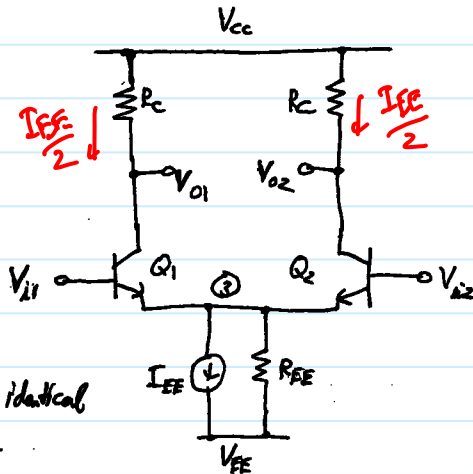 Vcc
Rc
Rc
IEE/2
IEE/2
Vo1
Vo2
Q1
Q2
Vi1
③
Vi2
IEE
REE
identical
VEE